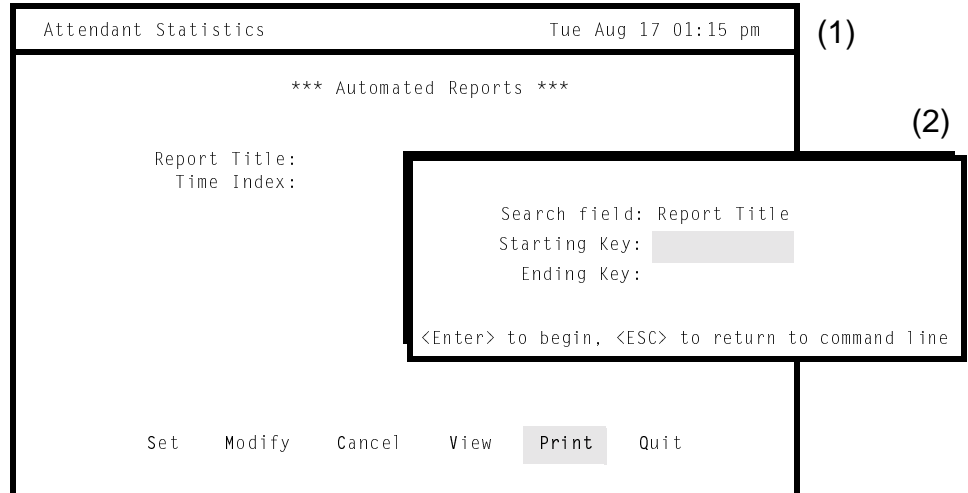 Attendant Statistics Tue Aug 17 01:15 pm
(1)
*** Automated Reports ***
(2)
Report Title:
Time Index:
Search field: Report Title
Starting Key:
Ending Key:
<Enter> to begin, <ESC> to return to command line
Set Modify Cancel View Print Quit